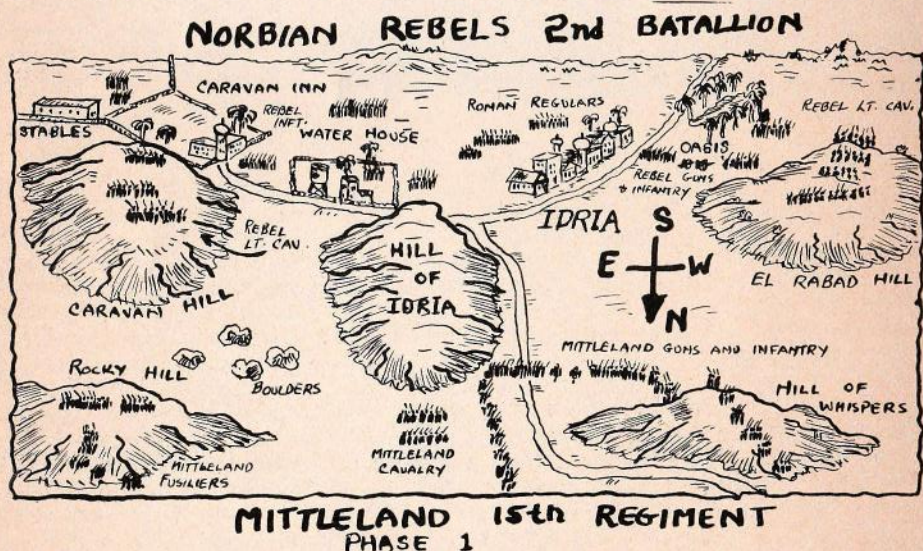 NORBIAN REBELS 2nd BATALLION
CARAVAN INN
STABLES
REBEL
INFT.
WATER HOUSE
ROMAN REGULARS
REBEL LT. CAV.
OASIS
REBEL GUNS
& INFANTRY
IDRIA
REBEL
LT. CAV.
CARAVAN HILL
HILL
OF
IDRIA
S
E W
N
EL RABAD HILL
MITTLELAND GUNS AND INFANTRY
ROCKY HILL
BOULDERS
HILL OF
WHISPERS
MITTLELAND
FUSILIERS
MITTLELAND
CAVALRY
MITTLELAND 15th REGIMENT
PHASE 1